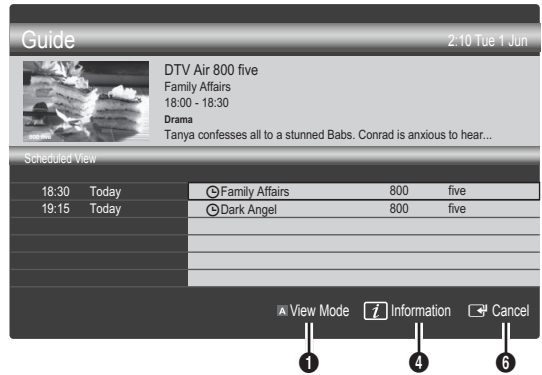 Guide
2:10 Tue 1 Jun
DTV Air 800 five
Family Affairs
18:00 - 18:30
Drama
Tanya confesses all to a stunned Babs. Conrad is anxious to hear...
800 five
Scheduled View
18:30 Today Family Affairs 800 five
19:15 Today Dark Angel 800 five
A View Mode i Information Cancel
1 4 6